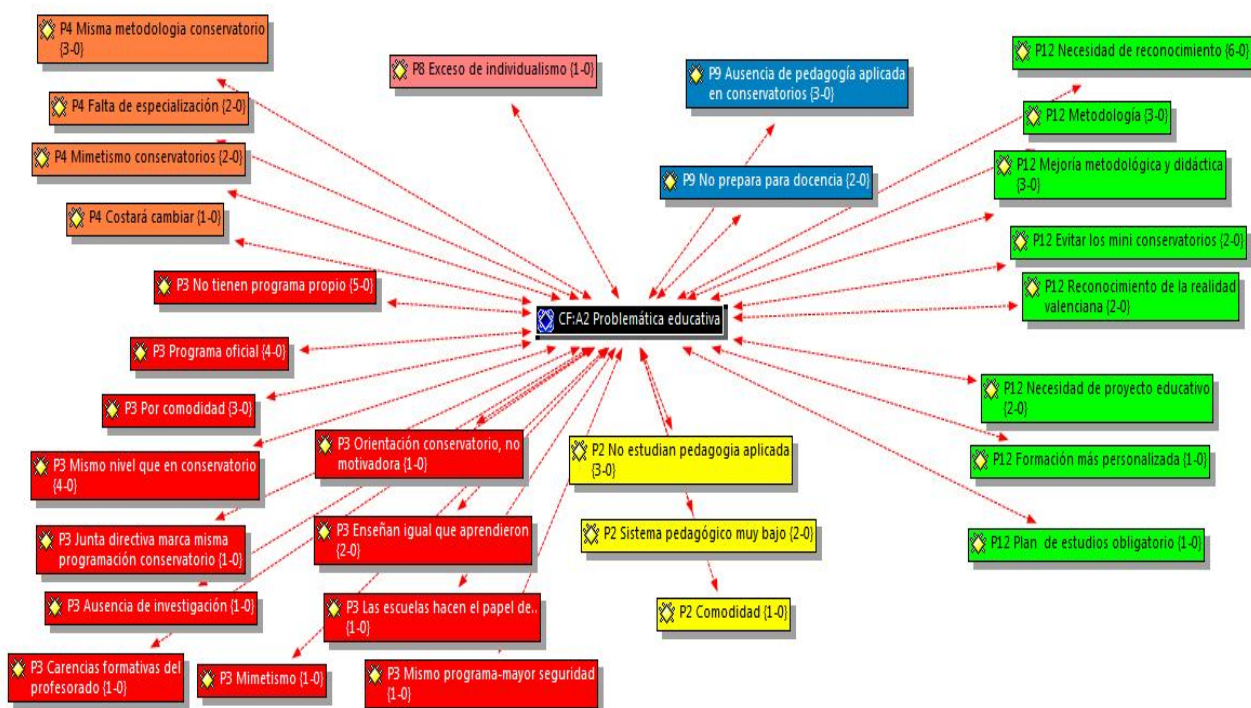 P4 Misma metodologia conservatorio
{3-0}
P4 Falta de especialización {2-0}
P4 Mimetismo conservatorios {2-0}
P4 Costará cambiar {1-0}
P8 Exceso de individualismo {1-0}
P9 Ausencia de pedagogía aplicada
en conservatorios {3-0}
P9 No prepara para docencia {2-0}
P12 Necesidad de reconocimiento {6-0}
P12 Metodología {3-0}
P12 Mejoría metodológica y didáctica
{3-0}
P12 Evitar los mini conservatorios {2-0}
P12 Reconocimiento de la realidad
valenciana {2-0}
CF:A2 Problemática educativa
P3 No tienen programa propio {5-0}
P3 Programa oficial {4-0}
P3 Por comodidad {3-0}
P3 Mismo nivel que en conservatorio
{4-0}
P3 Junta directiva marca misma
programación conservatorio {1-0}
P3 Ausencia de investigación {1-0}
P3 Carencias formativas del
profesorado {1-0}
P3 Mimetismo {1-0}
P3 Orientación conservatorio, no
motivadora {1-0}
P3 Enseñan igual que aprendieron
{2-0}
P3 Las escuelas hacen el papel de..
{1-0}
P3 Mismo programa-mayor seguridad
{1-0}
P2 No estudian pedagogia aplicada
{3-0}
P2 Sistema pedagógico muy bajo {2-0}
P2 Comodidad {1-0}
P12 Necesidad de proyecto educativo
{2-0}
P12 Formación más personalizada {1-0}
P12 Plan de estudios obligatorio {1-0}